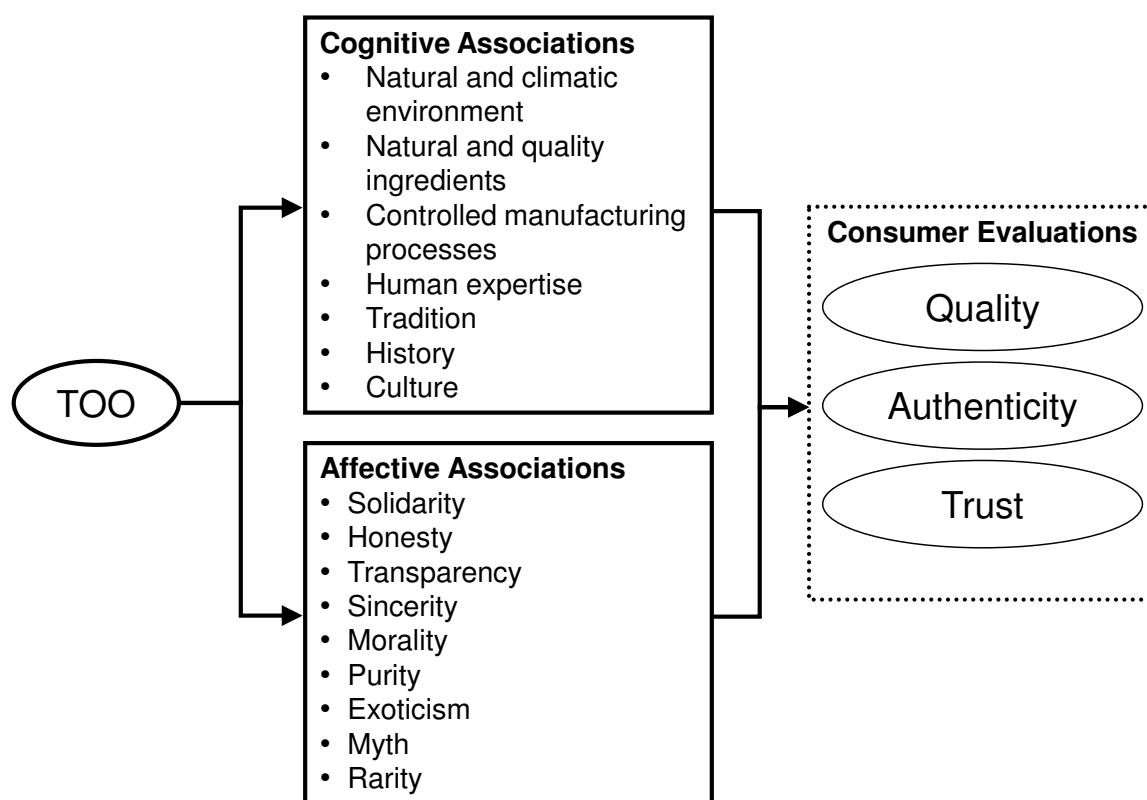 TOO
Cognitive Associations
• Natural and climatic
environment
• Natural and quality
ingredients
• Controlled manufacturing
processes
• Human expertise
• Tradition
• History
• Culture
Affective Associations
• Solidarity
• Honesty
• Transparency
• Sincerity
• Morality
• Purity
• Exoticism
• Myth
• Rarity
Consumer Evaluations
Quality
Authenticity
Trust